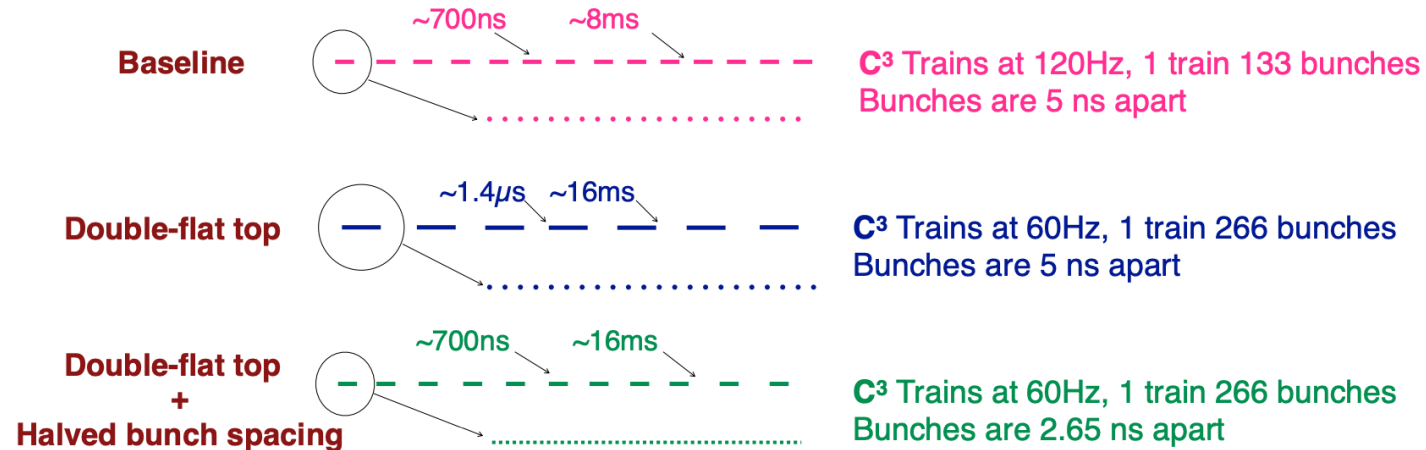 ~700ns ~8ms
Baseline
C³ Trains at 120Hz, 1 train 133 bunches
Bunches are 5 ns apart
~1.4µs ~16ms
Double-flat top
C³ Trains at 60Hz, 1 train 266 bunches
Bunches are 5 ns apart
~700ns ~16ms
Double-flat top
+
Halved bunch spacing
C³ Trains at 60Hz, 1 train 266 bunches
Bunches are 2.65 ns apart